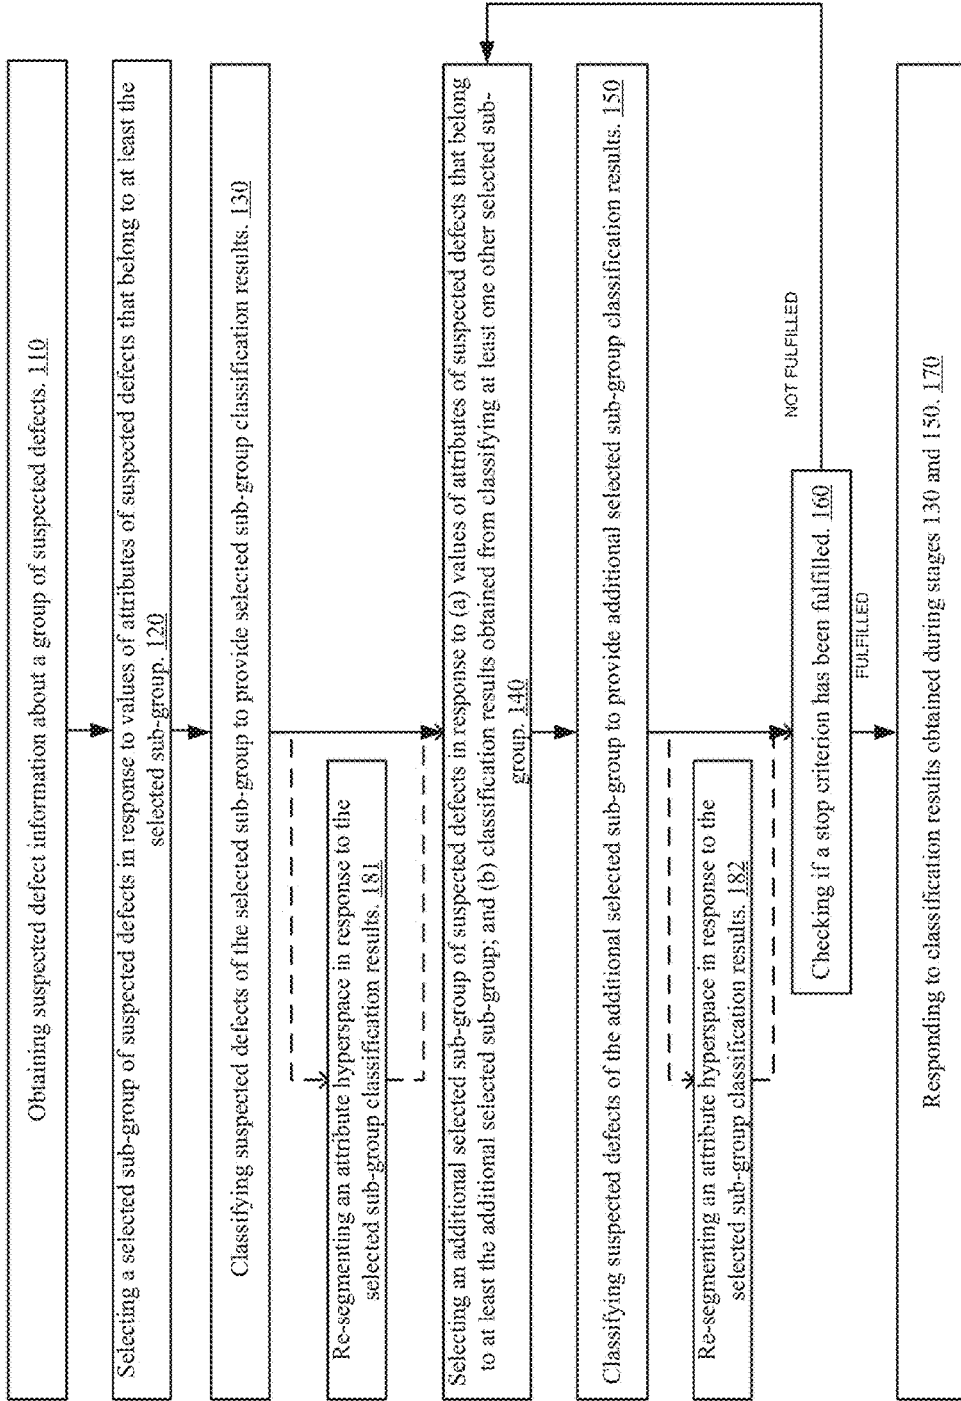 Obtaining suspected defect information about a group of suspected defects. 110
Selecting a selected sub-group of suspected defects in response to values of attributes of suspected defects that belong to at least the
selected sub-group. 120
Classifying suspected defects of the selected sub-group to provide selected sub-group classification results. 130
Re-segmenting an attribute hyperspace in response to the
selected sub-group classification results. 181
Selecting an additional selected sub-group of suspected defects in response to (a) values of attributes of suspected defects that belong
to at least the additional selected sub-group; and (b) classification results obtained from classifying at least one other selected sub-
group. 140
Classifying suspected defects of the additional selected sub-group to provide additional selected sub-group classification results. 150
Re-segmenting an attribute hyperspace in response to the
selected sub-group classification results. 182
Checking if a stop criterion has been fulfilled. 160
NOT FULFILLED
FULFILLED
Responding to classification results obtained during stages 130 and 150. 170